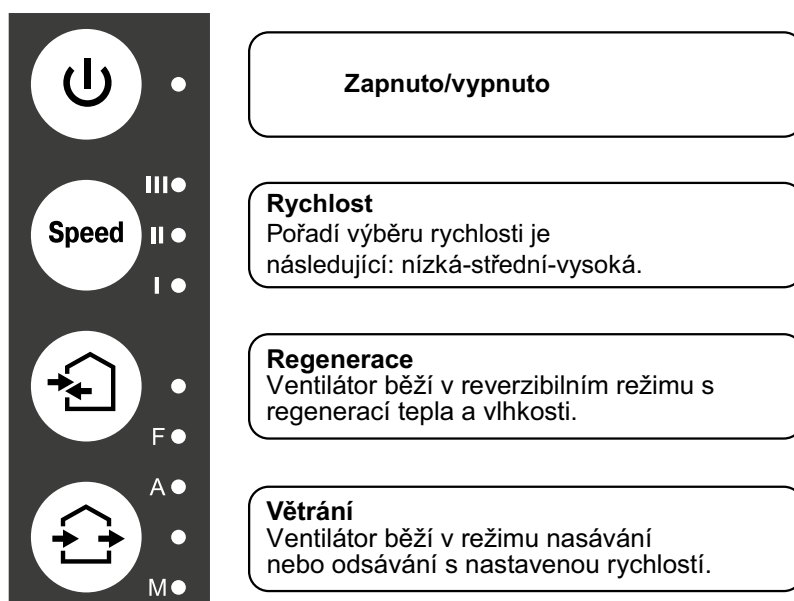 Zapnuto/vypnuto
III
Speed
II
I
Rychlost
Pořadí výběru rychlosti je
následující: nízká-střední-vysoká.
Regenerace
Ventilátor běží v reverzibilním režimu s
regenerací tepla a vlhkosti.
F
A
Větrání
Ventilátor běží v režimu nasávání
nebo odsávání s nastavenou rychlostí.
M